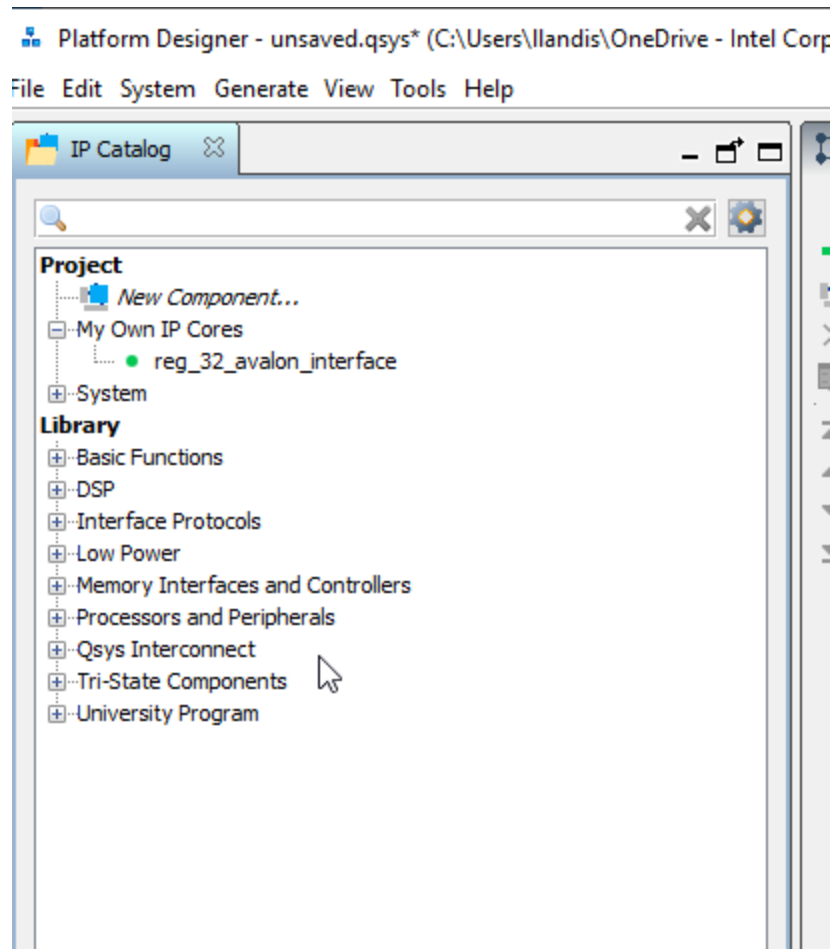 Platform Designer - unsaved.qsys* (C:\Users\llandis\OneDrive - Intel Corp
File Edit System Generate View Tools Help
IP Catalog
Project
New Component...
My Own IP Cores
reg_32_avalon_interface
System
Library
Basic Functions
DSP
Interface Protocols
Low Power
Memory Interfaces and Controllers
Processors and Peripherals
Qsys Interconnect
Tri-State Components
University Program